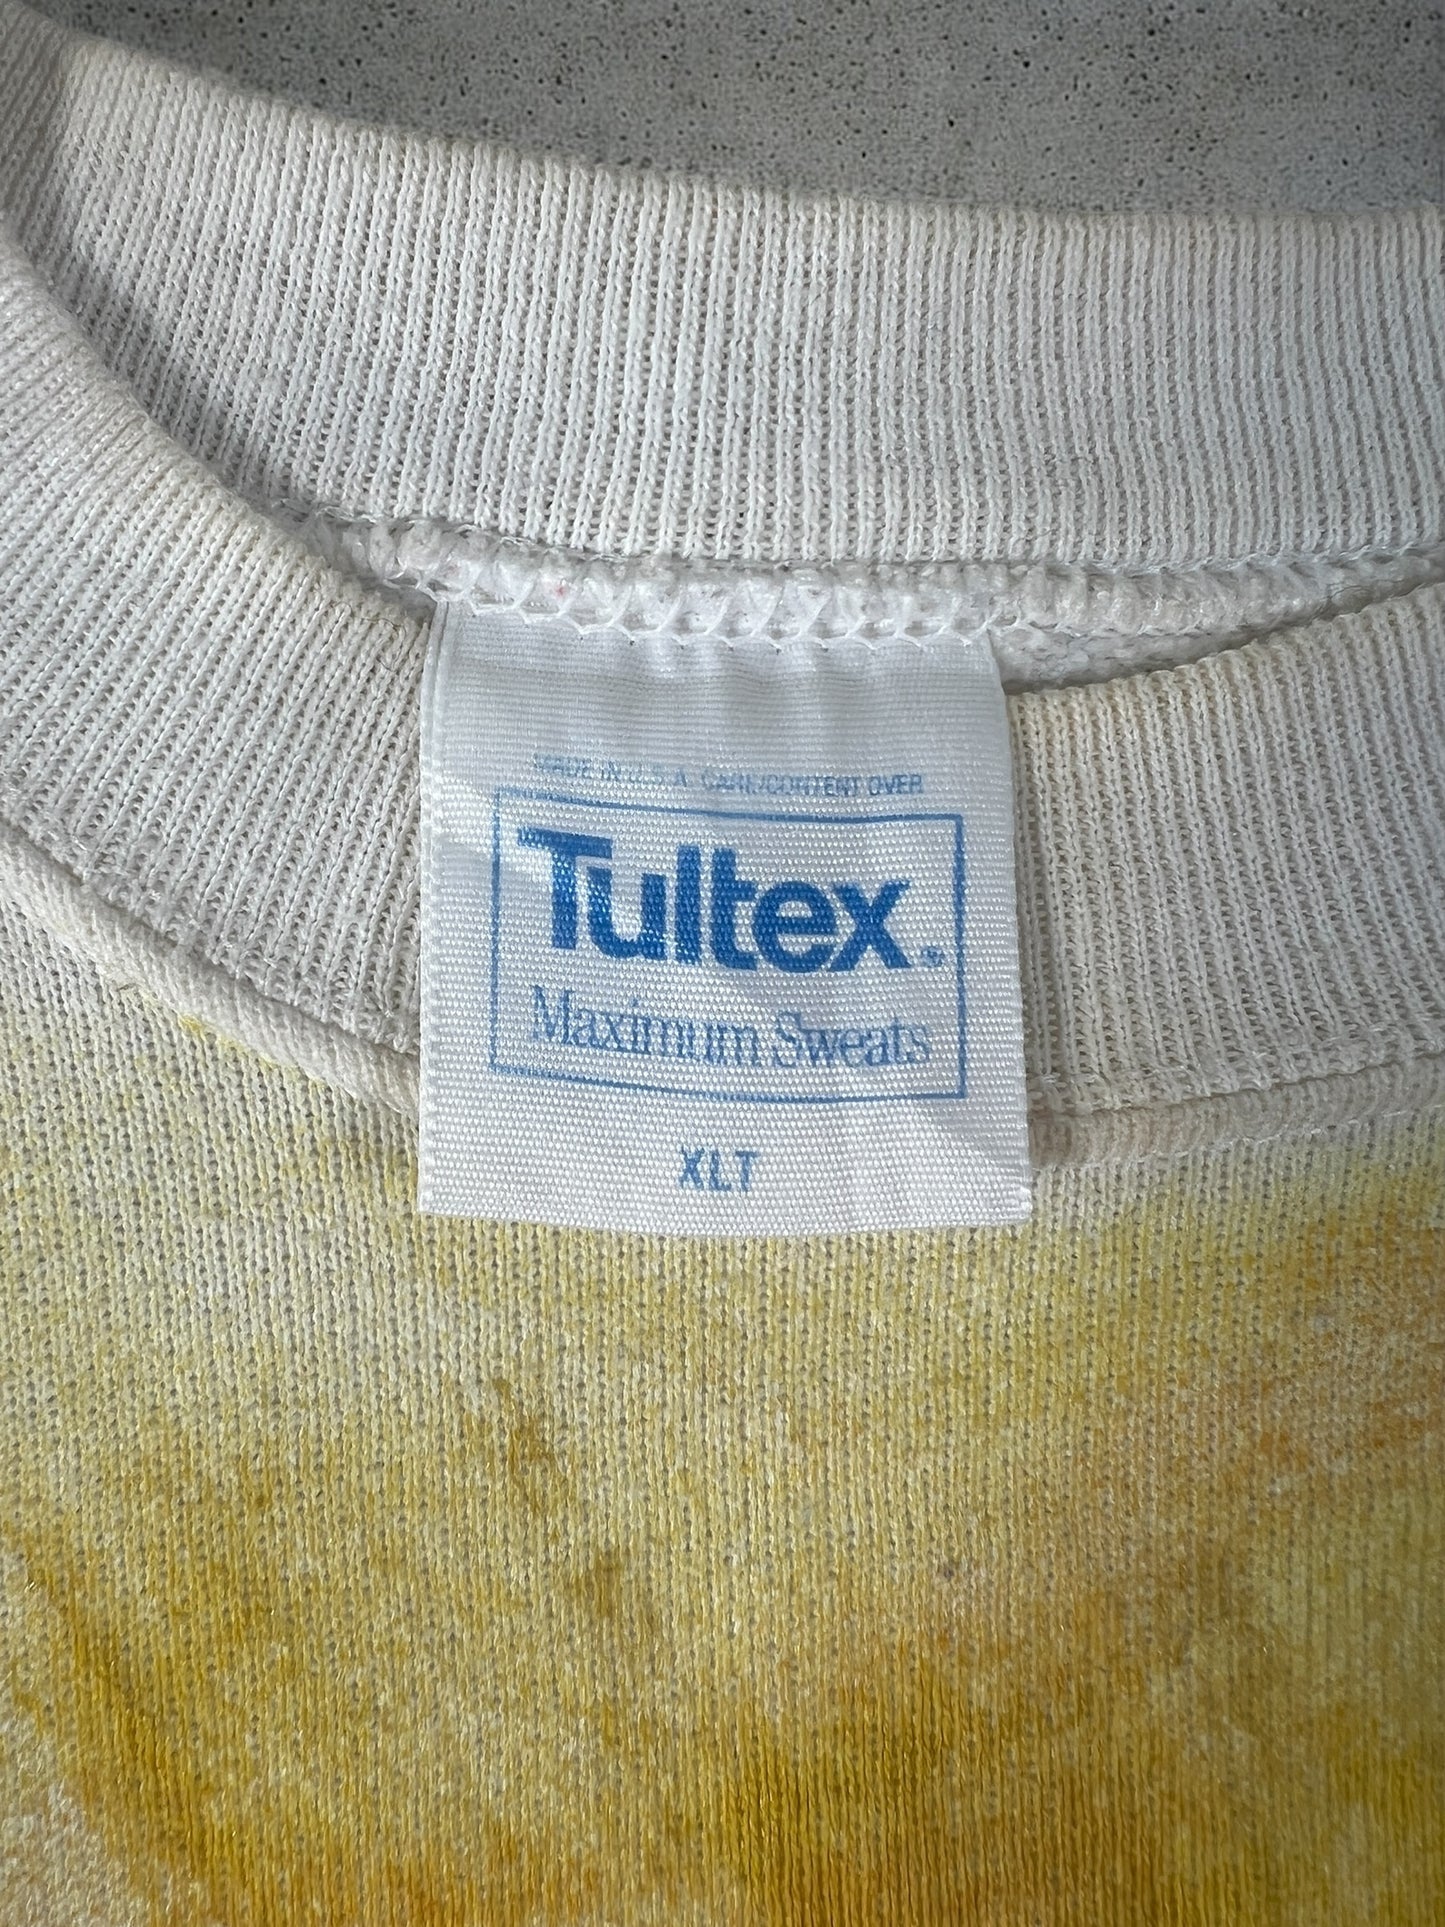 MADE IN U.S.A. CARE/CONTENT OVER
Tultex®
Maximum Sweats
XLT